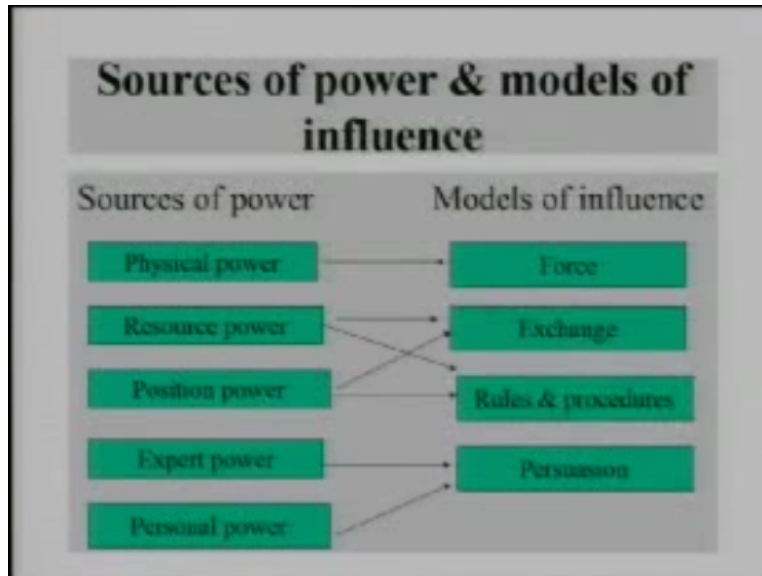 Sources of power & models of
influence
Sources of power
Models of influence
Physical power
Force
Resource power
Exchange
Position power
Rules & procedures
Expert power
Persuasion
Personal power